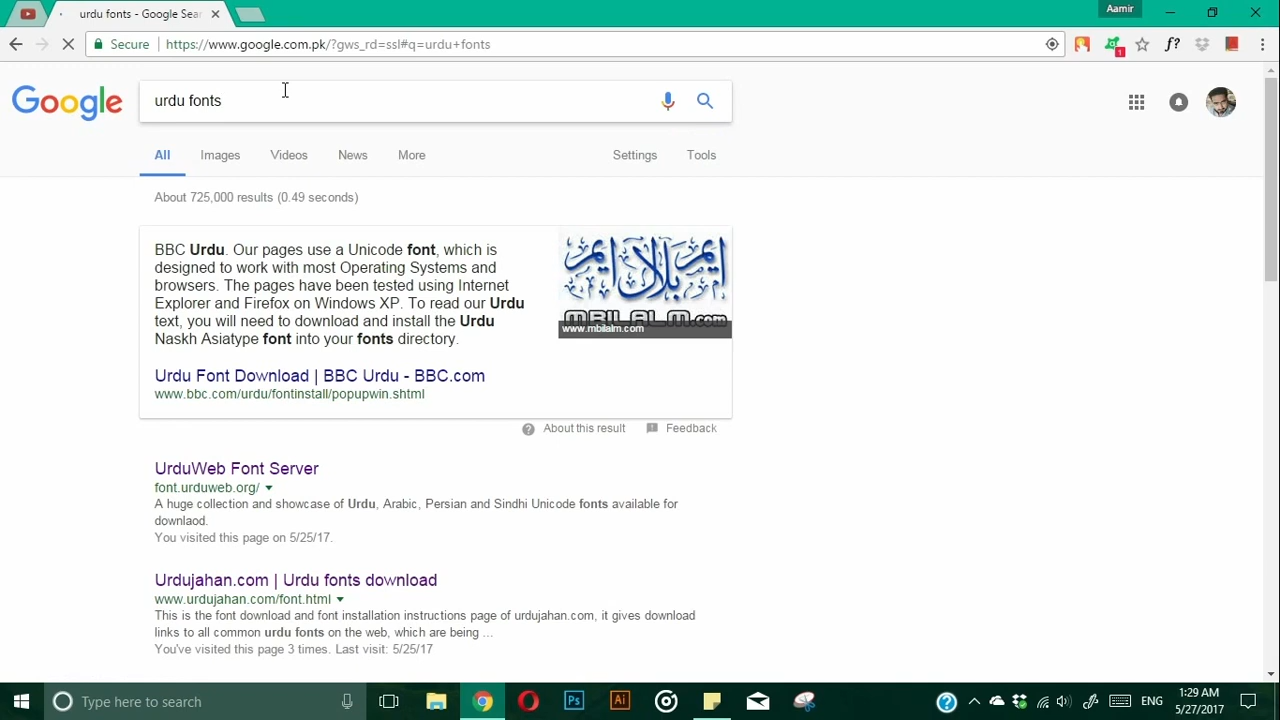 urdu fonts - Google Sea
Aamir
Secure
https://www.google.com.pk/?gws_rd=ssl#q=urdu+fonts
1
f?
Google
urdu fonts
All Images Videos News More Settings Tools
About 725,000 results (0.49 seconds)
BBC Urdu. Our pages use a Unicode font, which is
designed to work with most Operating Systems and
browsers. The pages have been tested using Internet
Explorer and Firefox on Windows XP. To read our Urdu
text, you will need to download and install the Urdu
Naskh Asiatype font into your fonts directory.
ایم بلال ایم
MBILALM.com
www.mbilalm.com
Urdu Font Download | BBC Urdu - BBC.com
www.bbc.com/urdu/fontinstall/popupwin.shtml
About this result Feedback
UrduWeb Font Server
font.urduweb.org/
A huge collection and showcase of Urdu, Arabic, Persian and Sindhi Unicode fonts available for
downlaod.
You visited this page on 5/25/17.
Urdujahan.com | Urdu fonts download
www.urdujahan.com/font.html
This is the font download and font installation instructions page of urdujahan.com, it gives download
links to all common urdu fonts on the web, which are being ...
You've visited this page 3 times. Last visit: 5/25/17
Type here to search
Ps
Ai
ENG
1:29 AM
5/27/2017